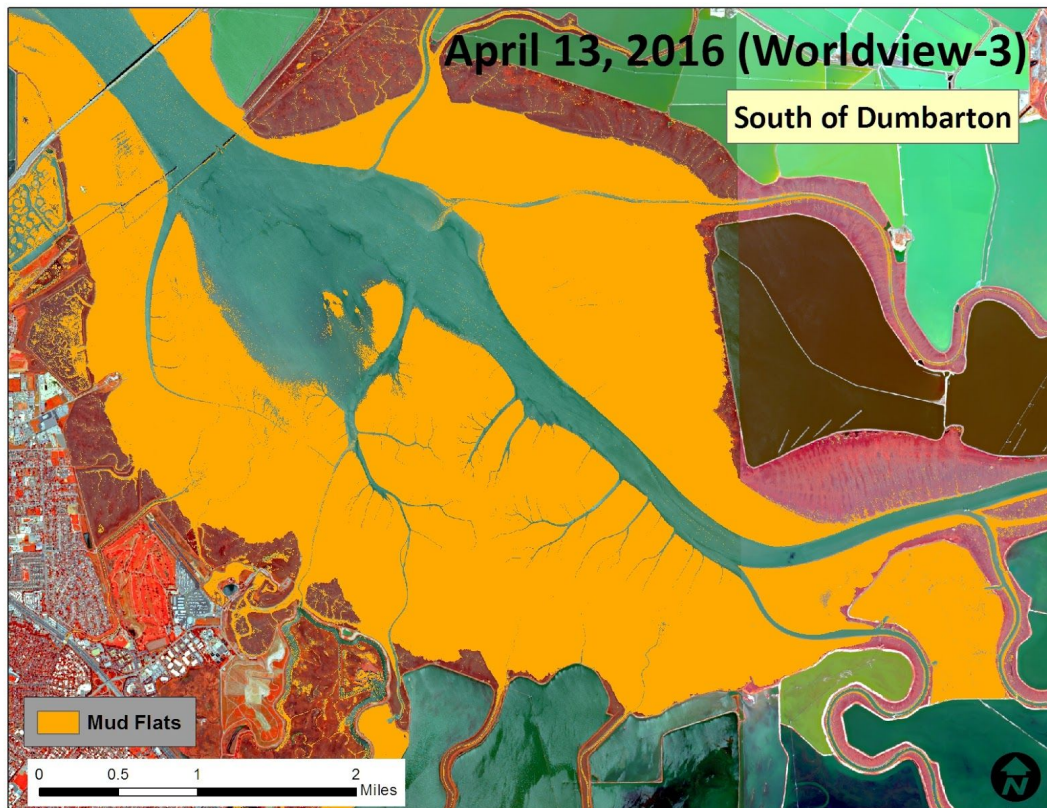 April 13, 2016 (Worldview-3)
South of Dumbarton
Mud Flats
0 0.5 1 2
Miles
N